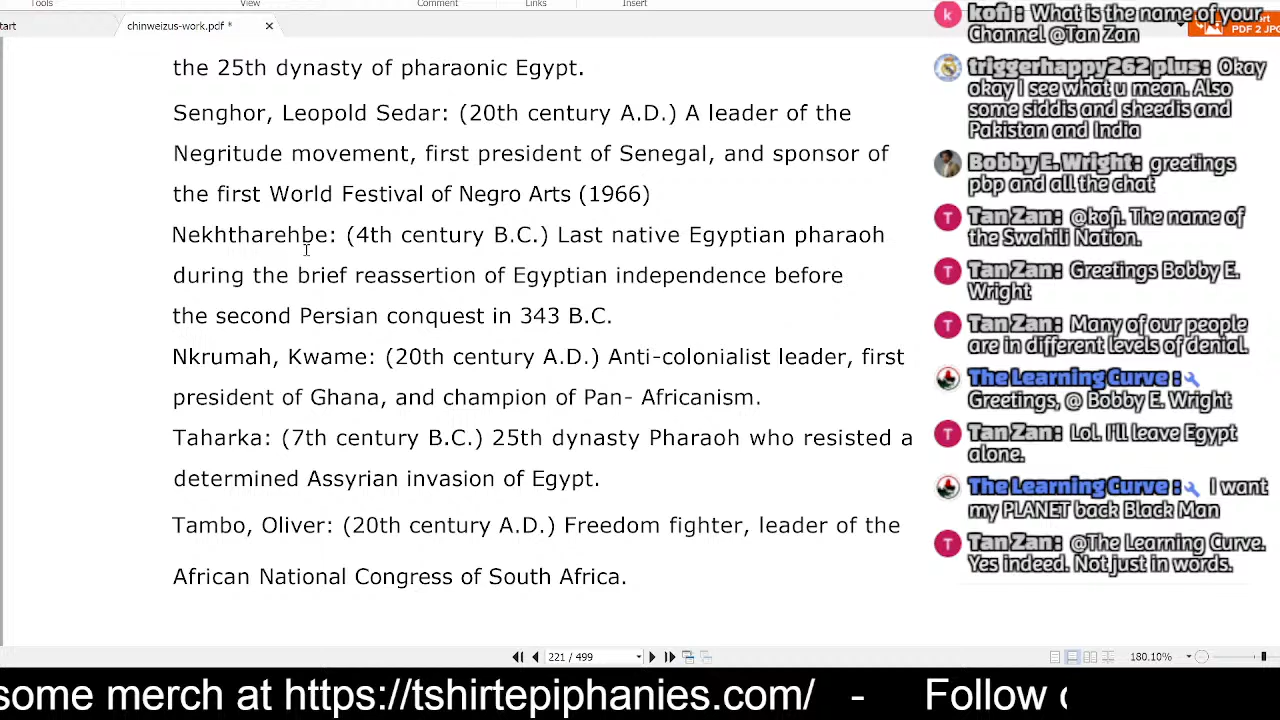 Tools
View
Comment
Links
Insert
tart
chinweizus-work.pdf *
PDF 2 JPG
the 25th dynasty of pharaonic Egypt.
Senghor, Leopold Sedar: (20th century A.D.) A leader of the
Negritude movement, first president of Senegal, and sponsor of
the first World Festival of Negro Arts (1966)
Nekhtharehbe: (4th century B.C.) Last native Egyptian pharaoh
during the brief reassertion of Egyptian independence before
the second Persian conquest in 343 B.C.
Nkrumah, Kwame: (20th century A.D.) Anti-colonialist leader, first
president of Ghana, and champion of Pan- Africanism.
Taharka: (7th century B.C.) 25th dynasty Pharaoh who resisted a
determined Assyrian invasion of Egypt.
Tambo, Oliver: (20th century A.D.) Freedom fighter, leader of the
African National Congress of South Africa.
k
kofi : What is the name of your
Channel @Tan Zan
triggerhappy262 plus : Okay
okay I see what u mean. Also
some siddis and sheedis and
Pakistan and India
Bobby E. Wright : greetings
pbp and all the chat
T
Tan Zan : @kofi. The name of
the Swahili Nation.
T
Tan Zan : Greetings Bobby E.
Wright
T
Tan Zan : Many of our people
are in different levels of denial.
The Learning Curve :
Greetings, @ Bobby E. Wright
T
Tan Zan : Lol. I'll leave Egypt
alone.
The Learning Curve : I want
my PLANET back Black Man
T
Tan Zan : @The Learning Curve.
Yes indeed. Not just in words.
221 / 499
180.10%
some merch at https://tshirtepiphanies.com/ - Follow